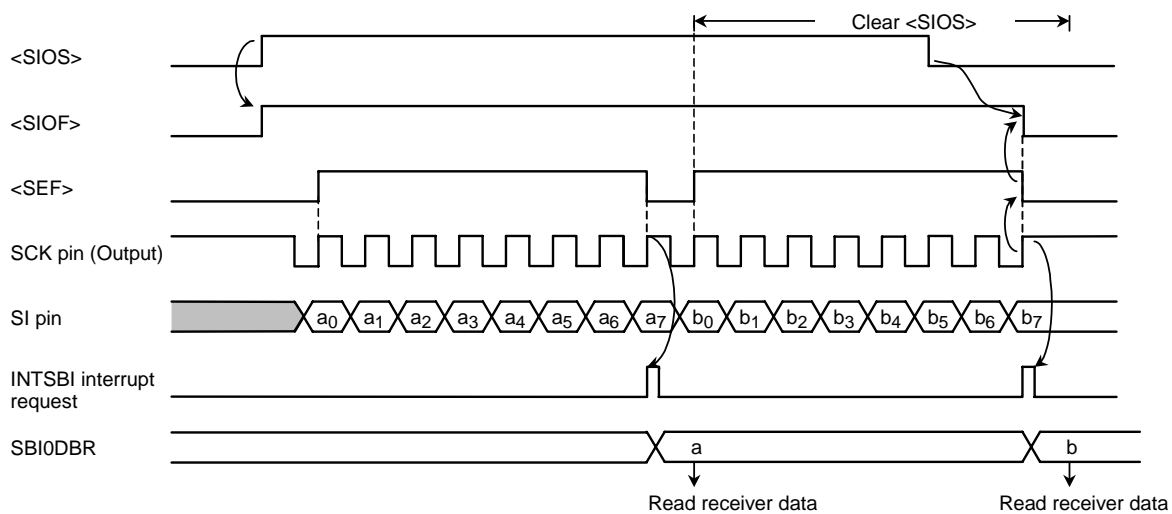 Clear <SIOS>
<SIOS>
<SIOF>
<SEF>
SCK pin (Output)
SI pin
a0 a1 a2 a3 a4 a5 a6 a7 b0 b1 b2 b3 b4 b5 b6 b7
INTSBI interrupt
request
SBI0DBR
a b
Read receiver data Read receiver data